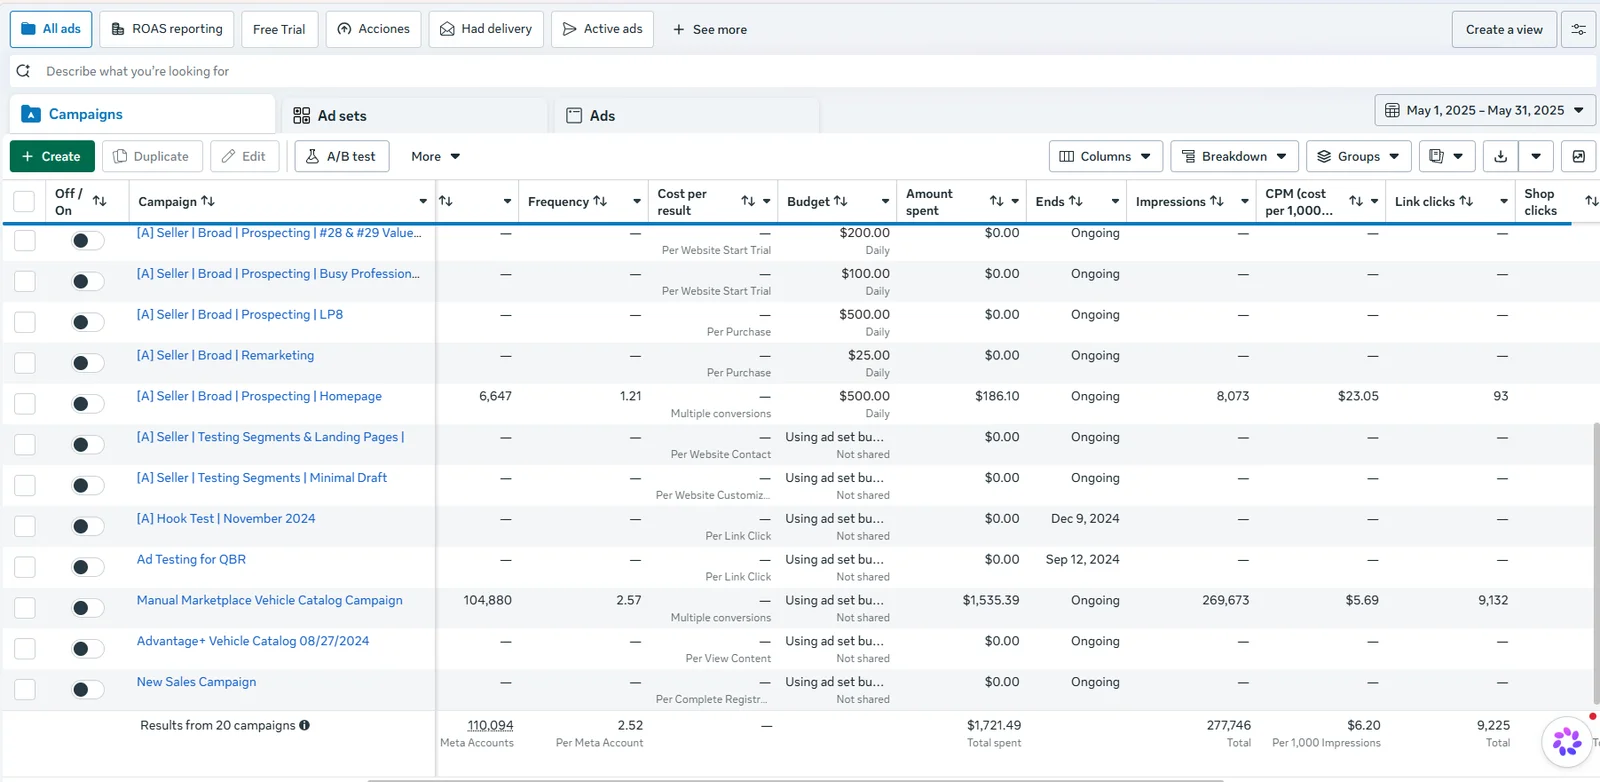 All ads
ROAS reporting
Free Trial
Acciones
Had delivery
Active ads
+ See more
Create a view
Describe what you're looking for
Campaigns
Ad sets
Ads
May 1, 2025 – May 31, 2025
+ Create
Duplicate
Edit
A/B test
More
Columns
Breakdown
Groups
Off / On
Campaign
Frequency
Cost per result
Budget
Amount spent
Ends
Impressions
CPM (cost per 1,000...
Link clicks
Shop clicks
[A] Seller | Broad | Prospecting | #28 & #29 Value... — — — $200.00 $0.00 Ongoing — — —
Per Website Start Trial Daily
[A] Seller | Broad | Prospecting | Busy Profession... — — — $100.00 $0.00 Ongoing — — —
Per Website Start Trial Daily
[A] Seller | Broad | Prospecting | LP8 — — — $500.00 $0.00 Ongoing — — —
Per Purchase Daily
[A] Seller | Broad | Remarketing — — — $25.00 $0.00 Ongoing — — —
Per Purchase Daily
[A] Seller | Broad | Prospecting | Homepage 6,647 1.21 — $500.00 $186.10 Ongoing 8,073 $23.05 93
Multiple conversions Daily
[A] Seller | Testing Segments & Landing Pages | — — — Using ad set bu... $0.00 Ongoing — — —
Per Website Contact Not shared
[A] Seller | Testing Segments | Minimal Draft — — — Using ad set bu... $0.00 Ongoing — — —
Per Website Customiz... Not shared
[A] Hook Test | November 2024 — — — Using ad set bu... $0.00 Dec 9, 2024 — — —
Per Link Click Not shared
Ad Testing for QBR — — — Using ad set bu... $0.00 Sep 12, 2024 — — —
Per Link Click Not shared
Manual Marketplace Vehicle Catalog Campaign 104,880 2.57 — Using ad set bu... $1,535.39 Ongoing 269,673 $5.69 9,132
Multiple conversions Not shared
Advantage+ Vehicle Catalog 08/27/2024 — — — Using ad set bu... $0.00 Ongoing — — —
Per View Content Not shared
New Sales Campaign — — — Using ad set bu... $0.00 Ongoing — — —
Per Complete Registr... Not shared
Results from 20 campaigns 110,094 2.52 — $1,721.49 277,746 $6.20 9,225
Meta Accounts Per Meta Account Total spent Total Per 1,000 Impressions Total